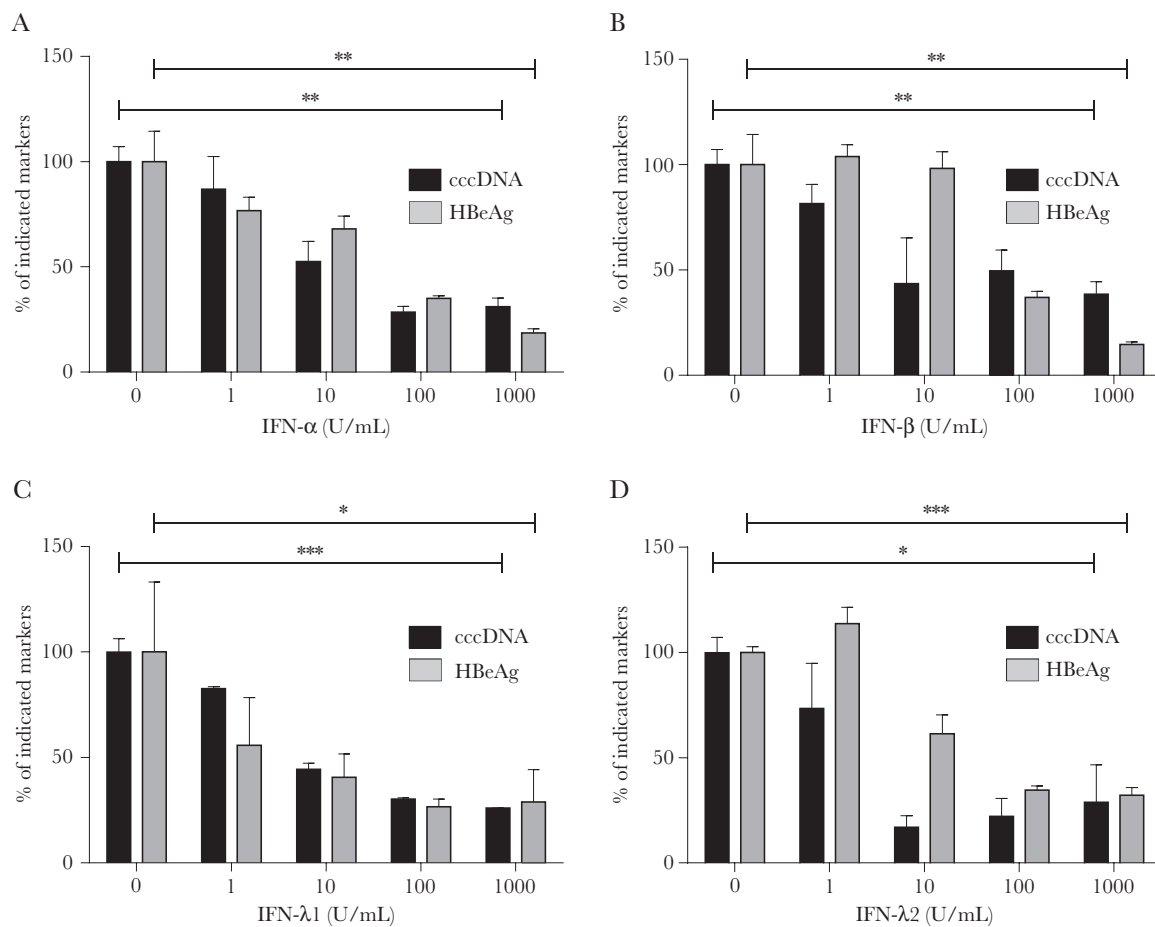 A
% of indicated markers
150
100
50
0
**
**
cccDNA
HBeAg
0 1 10 100 1000
IFN-α (U/mL)
B
% of indicated markers
150
100
50
0
**
**
cccDNA
HBeAg
0 1 10 100 1000
IFN-β (U/mL)
C
% of indicated markers
150
100
50
0
*
***
cccDNA
HBeAg
0 1 10 100 1000
IFN-λ1 (U/mL)
D
% of indicated markers
150
100
50
0
***
*
cccDNA
HBeAg
0 1 10 100 1000
IFN-λ2 (U/mL)